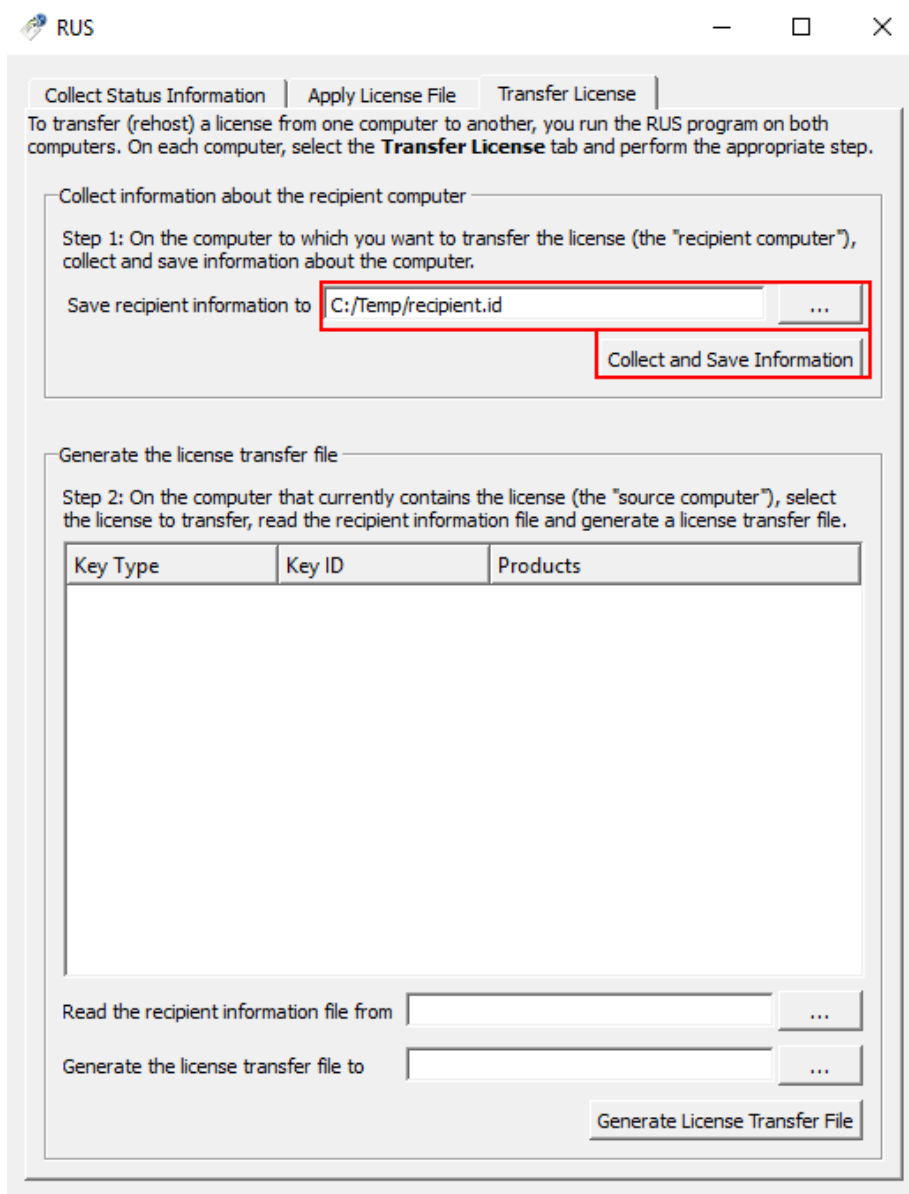 RUS
Collect Status Information
Apply License File
Transfer License
To transfer (rehost) a license from one computer to another, you run the RUS program on both
computers. On each computer, select the Transfer License tab and perform the appropriate step.
Collect information about the recipient computer
Step 1: On the computer to which you want to transfer the license (the "recipient computer"),
collect and save information about the computer.
Save recipient information to C:/Temp/recipient.id ...
Collect and Save Information
Generate the license transfer file
Step 2: On the computer that currently contains the license (the "source computer"), select
the license to transfer, read the recipient information file and generate a license transfer file.
Key Type Key ID Products
Read the recipient information file from ...
Generate the license transfer file to ...
Generate License Transfer File